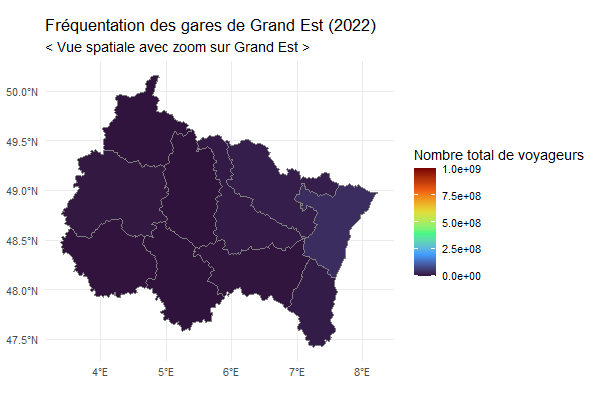 Fréquentation des gares de Grand Est (2022)
< Vue spatiale avec zoom sur Grand Est >
50.0°N
49.5°N
49.0°N
48.5°N
48.0°N
47.5°N
4°E
5°E
6°E
7°E
8°E
Nombre total de voyageurs
1.0e+09
7.5e+08
5.0e+08
2.5e+08
0.0e+00